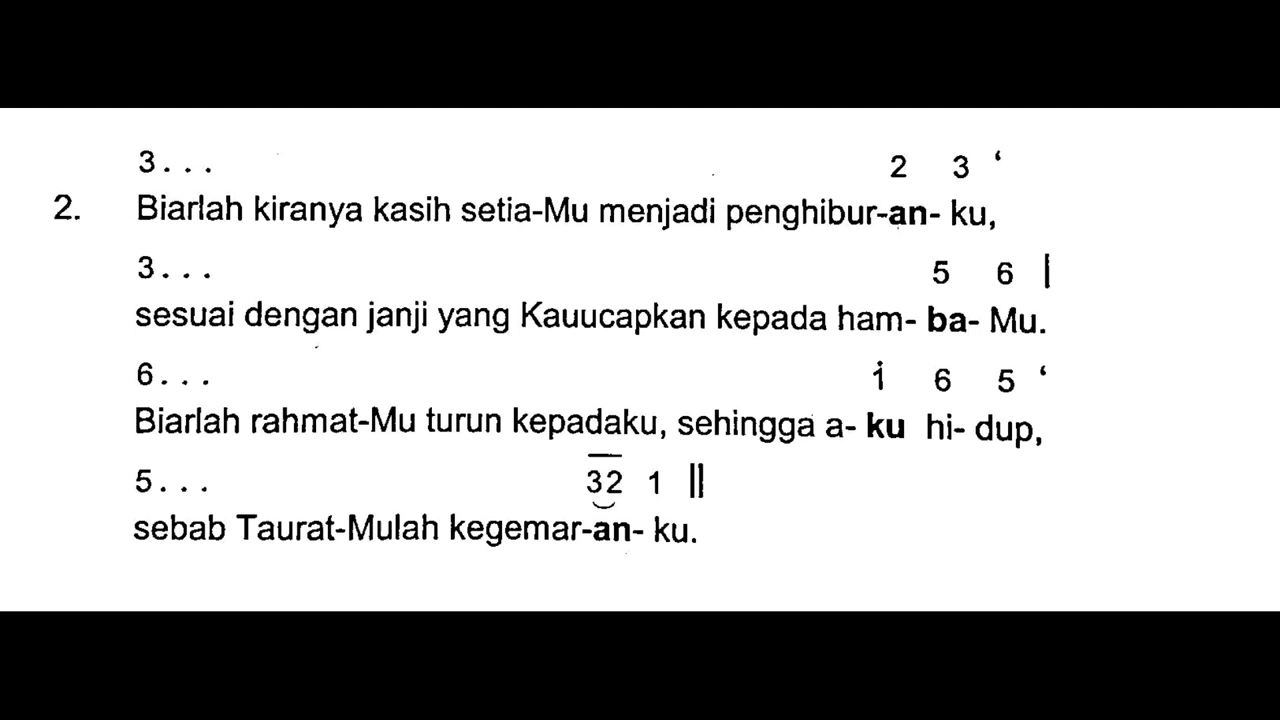 3 . . . 2 3 ‘
2. Biarlah kiranya kasih setia-Mu menjadi penghibur-an- ku,
3 . . . 5 6 |
sesuai dengan janji yang Kauucapkan kepada ham- ba- Mu.
6 . . . i 6 5 ‘
Biarlah rahmat-Mu turun kepadaku, sehingga a- ku hi- dup,
5 . . . 32 1 ||
sebab Taurat-Mulah kegemar-an- ku.